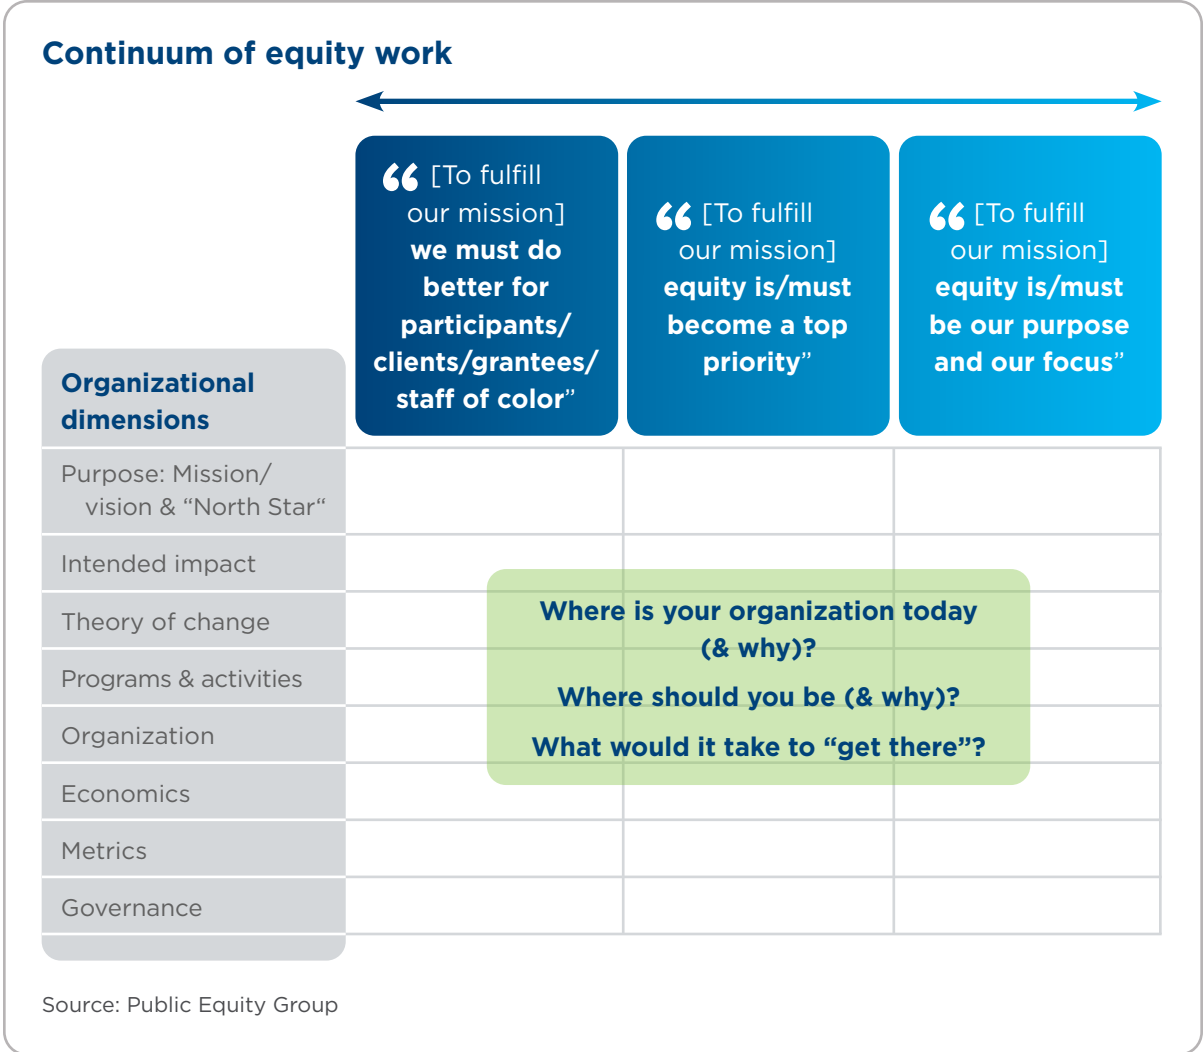 Continuum of equity work
“ [To fulfill
our mission]
we must do
better for
participants/
clients/grantees/
staff of color”
“ [To fulfill
our mission]
equity is/must
become a top
priority”
“ [To fulfill
our mission]
equity is/must
be our purpose
and our focus”
Organizational
dimensions
Purpose: Mission/
vision & “North Star“
Intended impact
Theory of change
Programs & activities
Organization
Economics
Metrics
Governance
Where is your organization today
(& why)?
Where should you be (& why)?
What would it take to “get there”?
Source: Public Equity Group